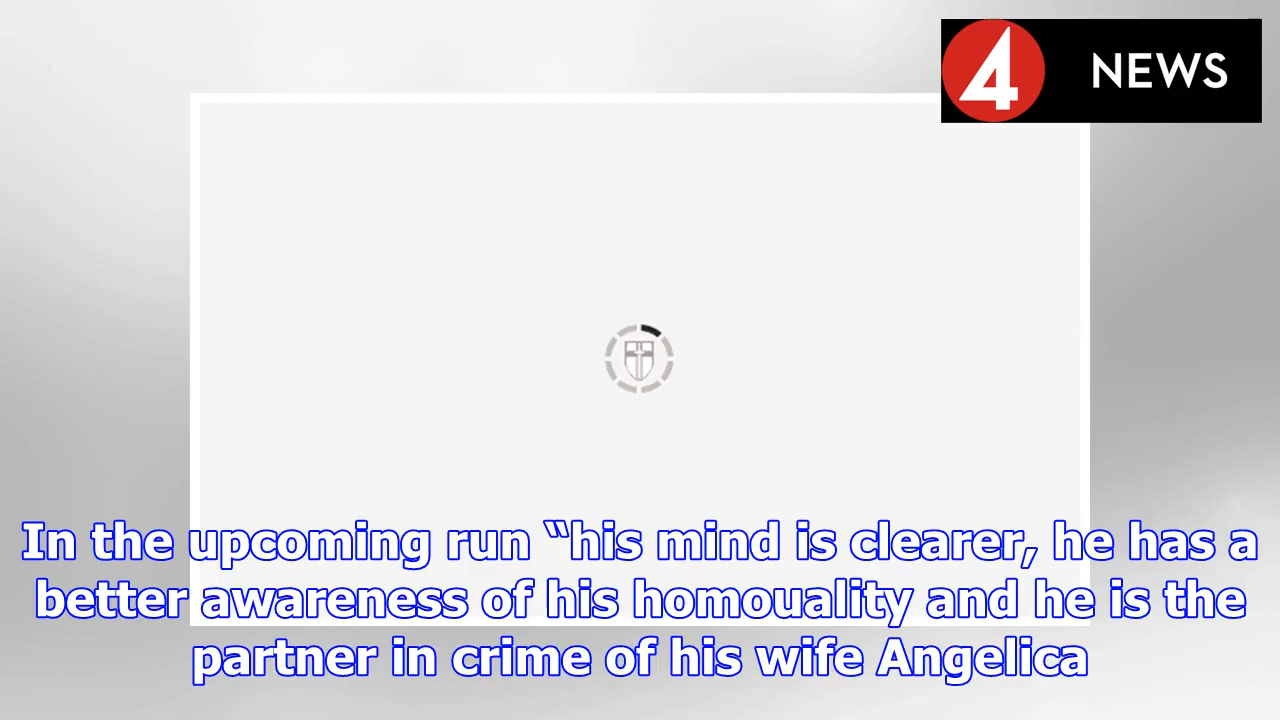 4 NEWS
In the upcoming run “his mind is clearer, he has a
better awareness of his homouality and he is the
partner in crime of his wife Angelica